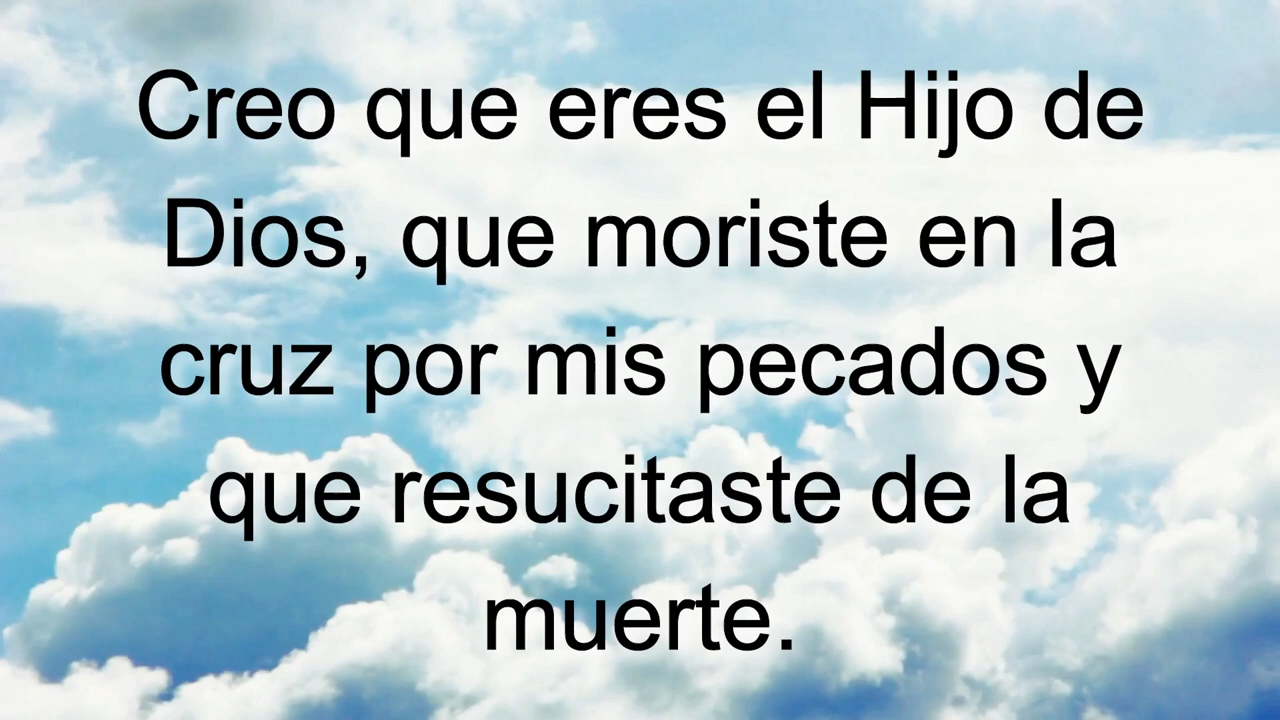 Creo que eres el Hijo de
Dios, que moriste en la
cruz por mis pecados y
que resucitaste de la
muerte.